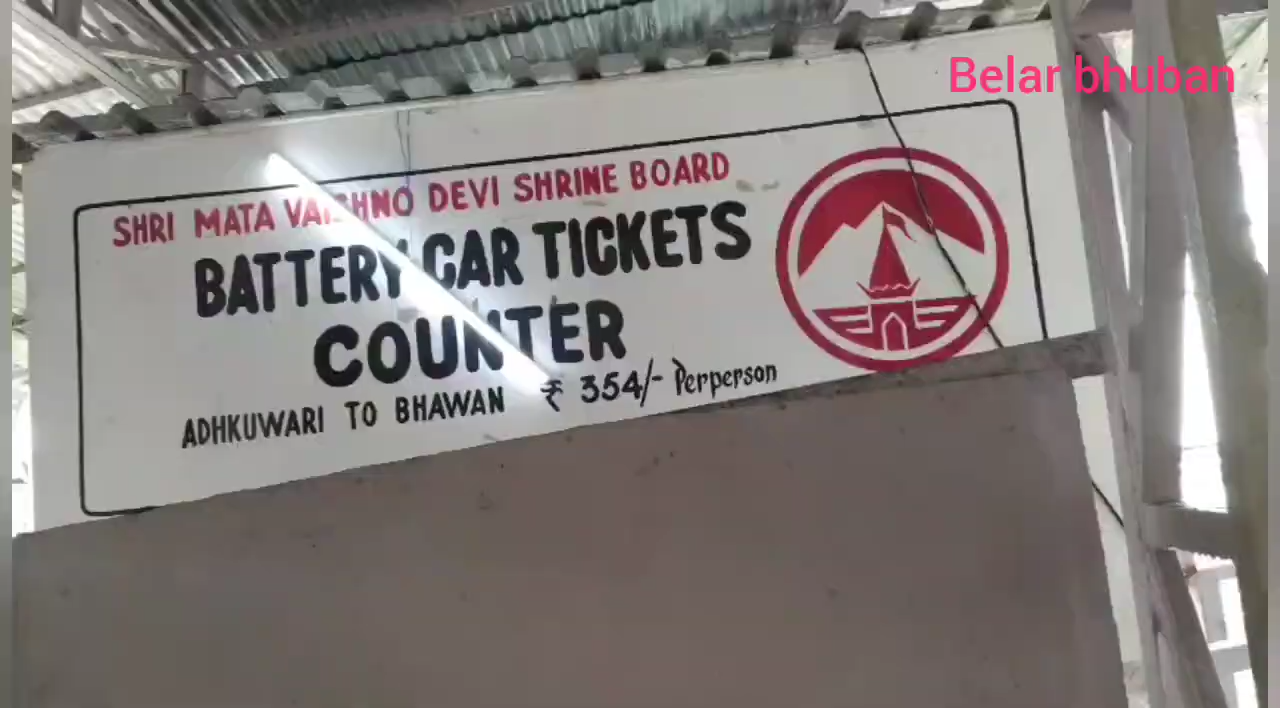 Belar bhuban
SHRI MATA VAISHNO DEVI SHRINE BOARD
BATTERY CAR TICKETS
COUNTER
ADHKUWARI TO BHAWAN ₹ 354/- Perperson